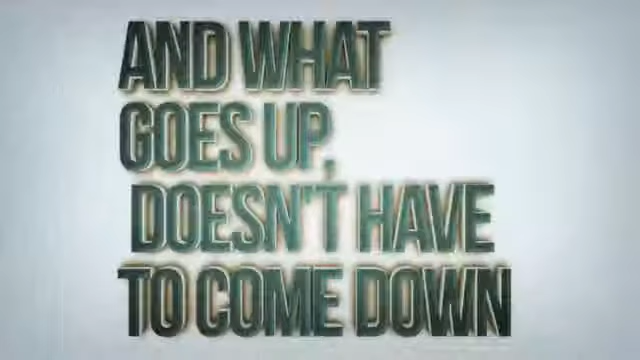 AND WHAT
GOES UP,
DOESN'T HAVE
TO COME DOWN